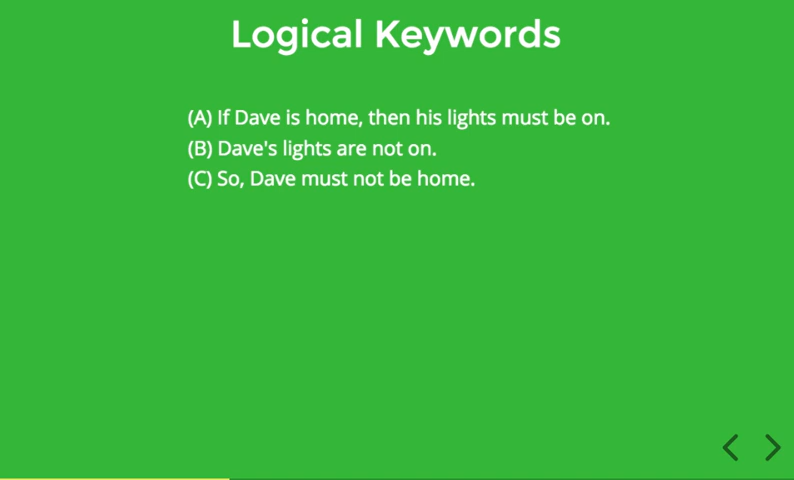 Logical Keywords
(A) If Dave is home, then his lights must be on.
(B) Dave's lights are not on.
(C) So, Dave must not be home.